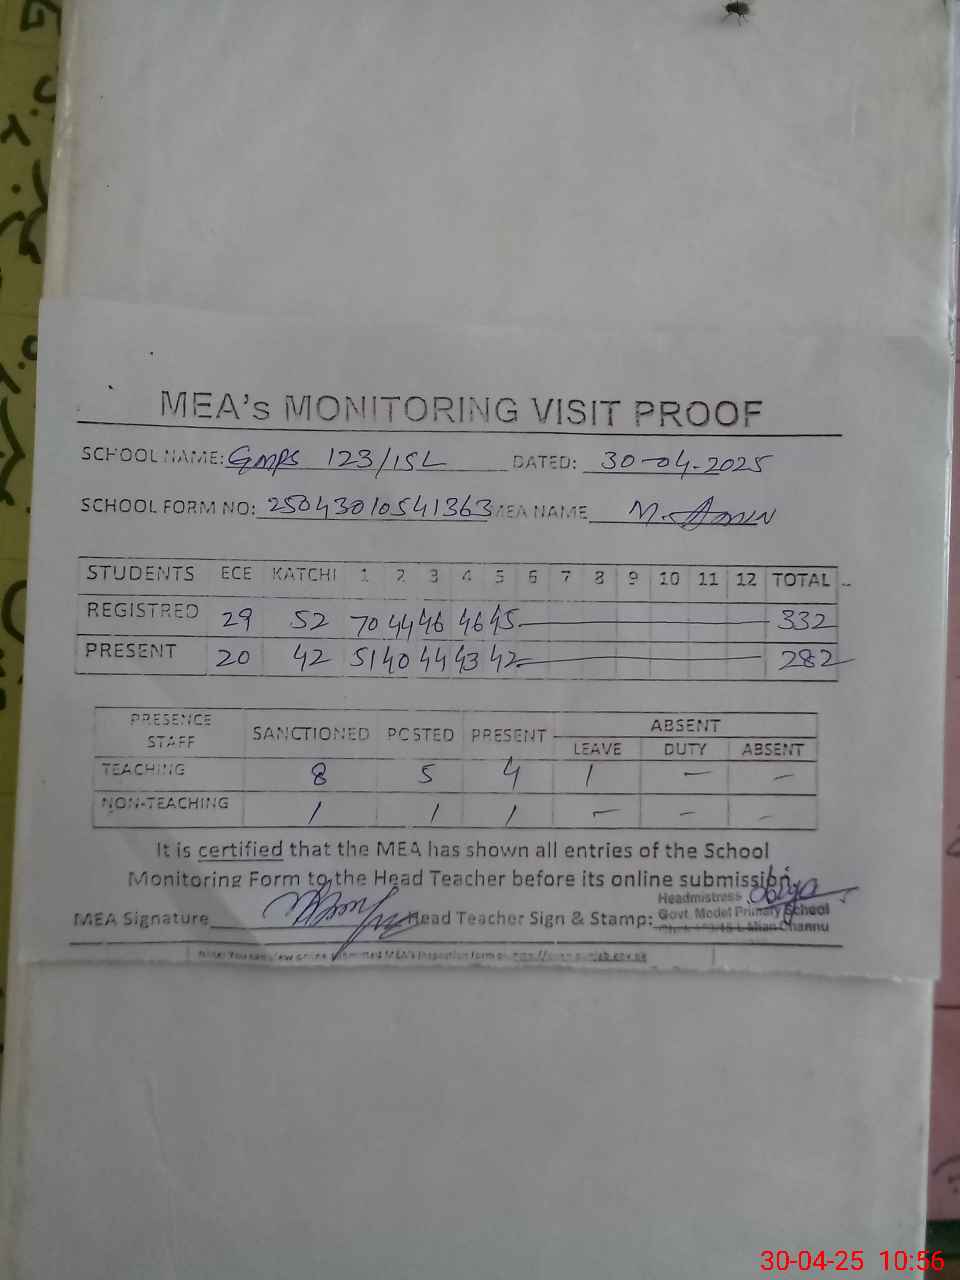 MEA's MONITORING VISIT PROOF
SCHOOL NAME: GMPS 123/15L DATED: 30-04-2025
SCHOOL FORM NO: 25043010541363 MEA NAME M.
STUDENTS ECE KATCHI 1 2 3 4 5 6 7 8 9 10 11 12 TOTAL
REGISTRED 29 52 70 44 46 46 45 332
PRESENT 20 42 51 40 44 43 42 282
PRESENCE STAFF SANCTIONED POSTED PRESENT ABSENT
LEAVE DUTY ABSENT
TEACHING 8 5 4 1 - -
NON-TEACHING 1 1 1 - - -
It is certified that the MEA has shown all entries of the School
Monitoring Form to the Head Teacher before its online submission.
MEA Signature Head Teacher Sign & Stamp:
Headmistress
Govt. Model Primary School
Mian Channu
30-04-25 10:56